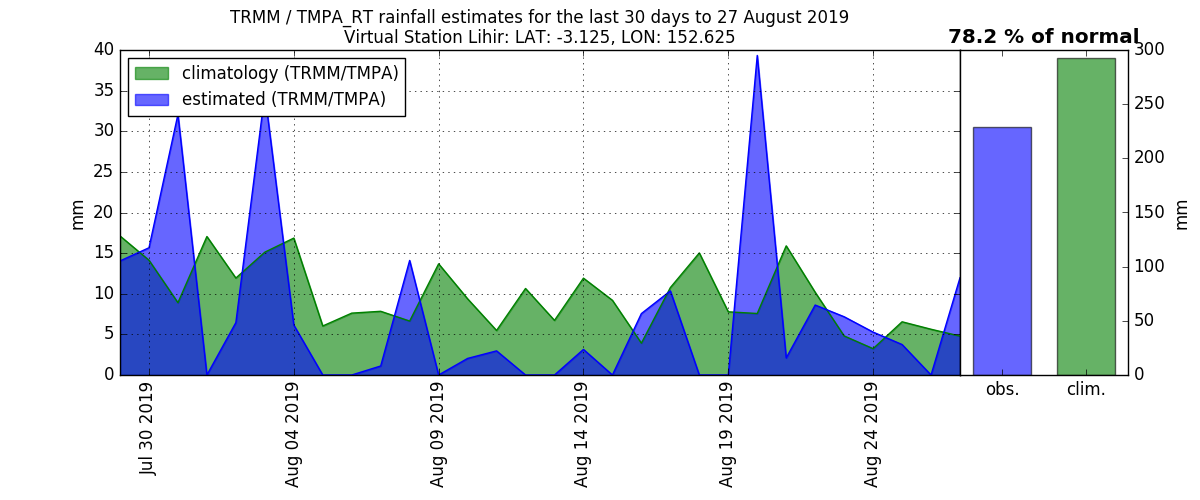 TRMM / TMPA_RT rainfall estimates for the last 30 days to 27 August 2019
Virtual Station Lihir: LAT: -3.125, LON: 152.625
78.2 % of normal
climatology (TRMM/TMPA)
estimated (TRMM/TMPA)
40
35
30
25
20
15
10
5
0
mm
Jul 30 2019
Aug 04 2019
Aug 09 2019
Aug 14 2019
Aug 19 2019
Aug 24 2019
obs.
clim.
300
250
200
150
100
50
0
mm